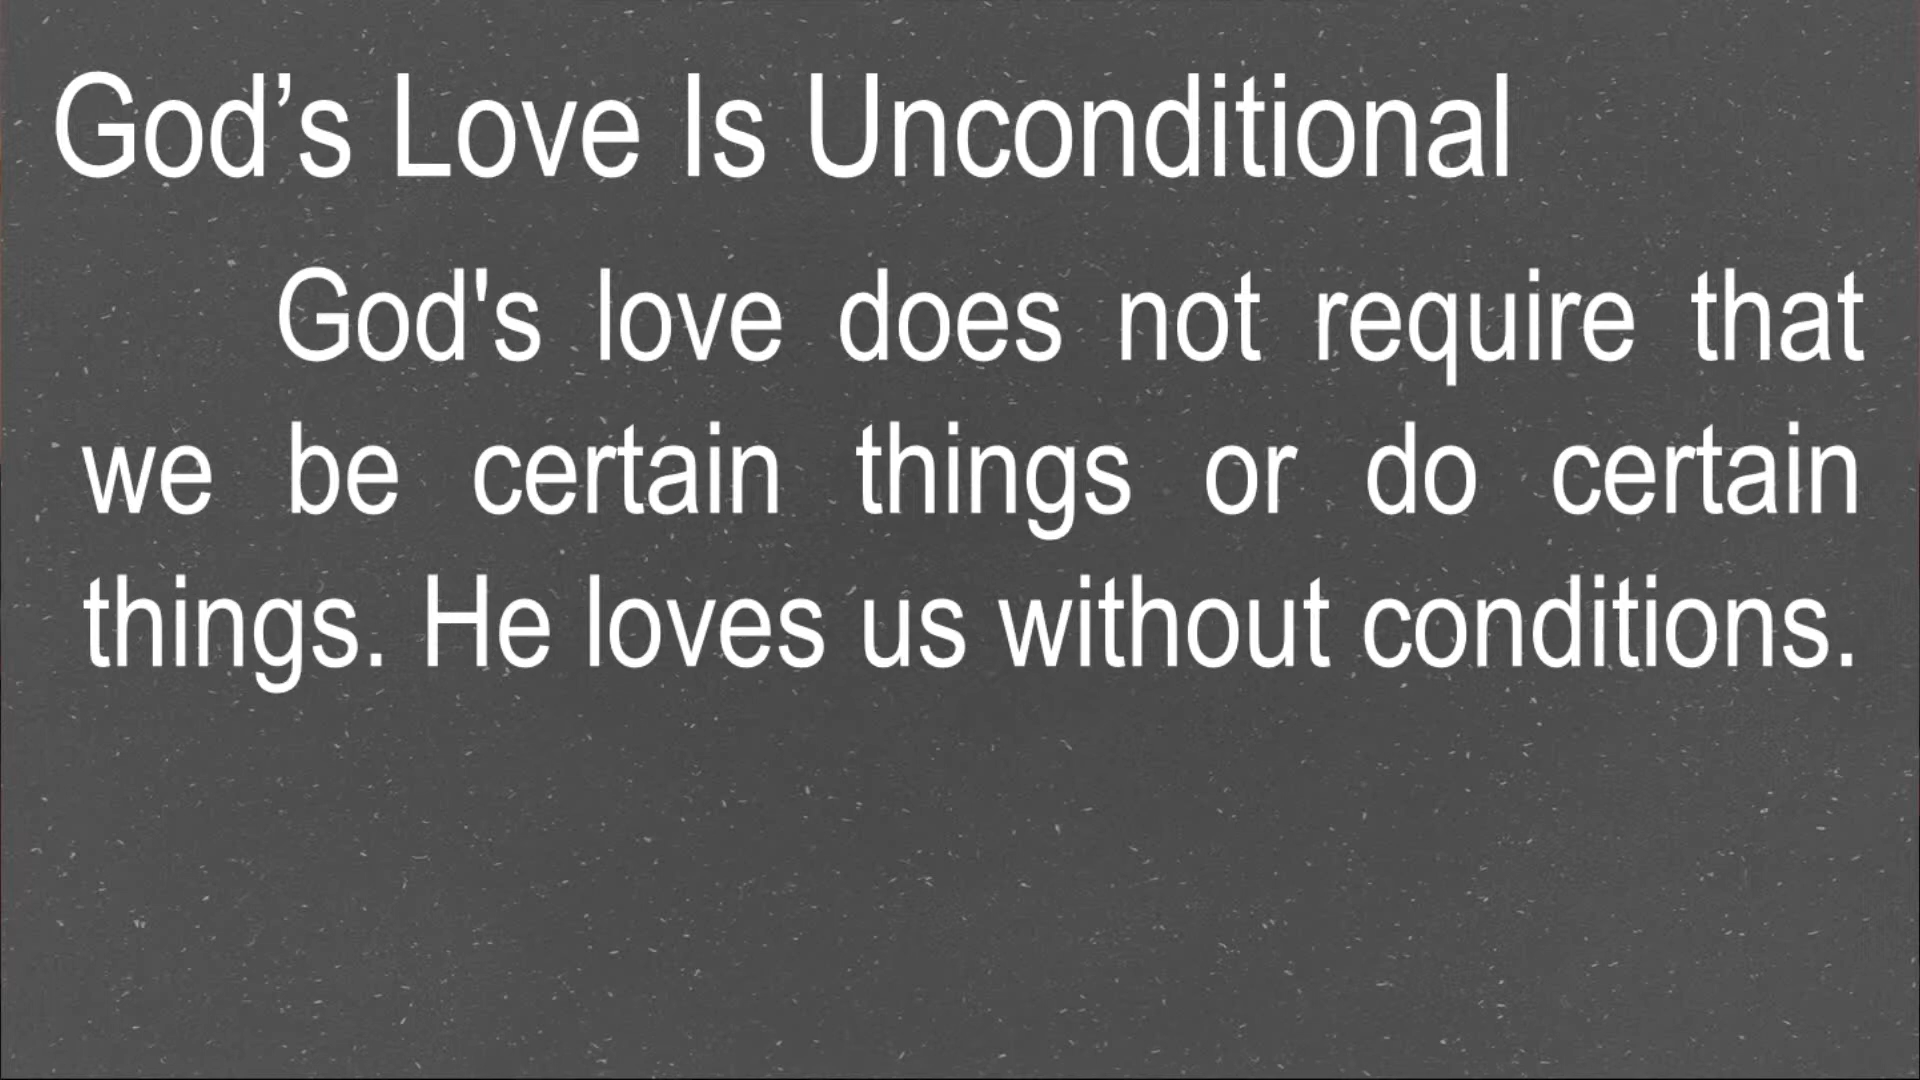 God’s Love Is Unconditional
God's love does not require that
we be certain things or do certain
things. He loves us without conditions.